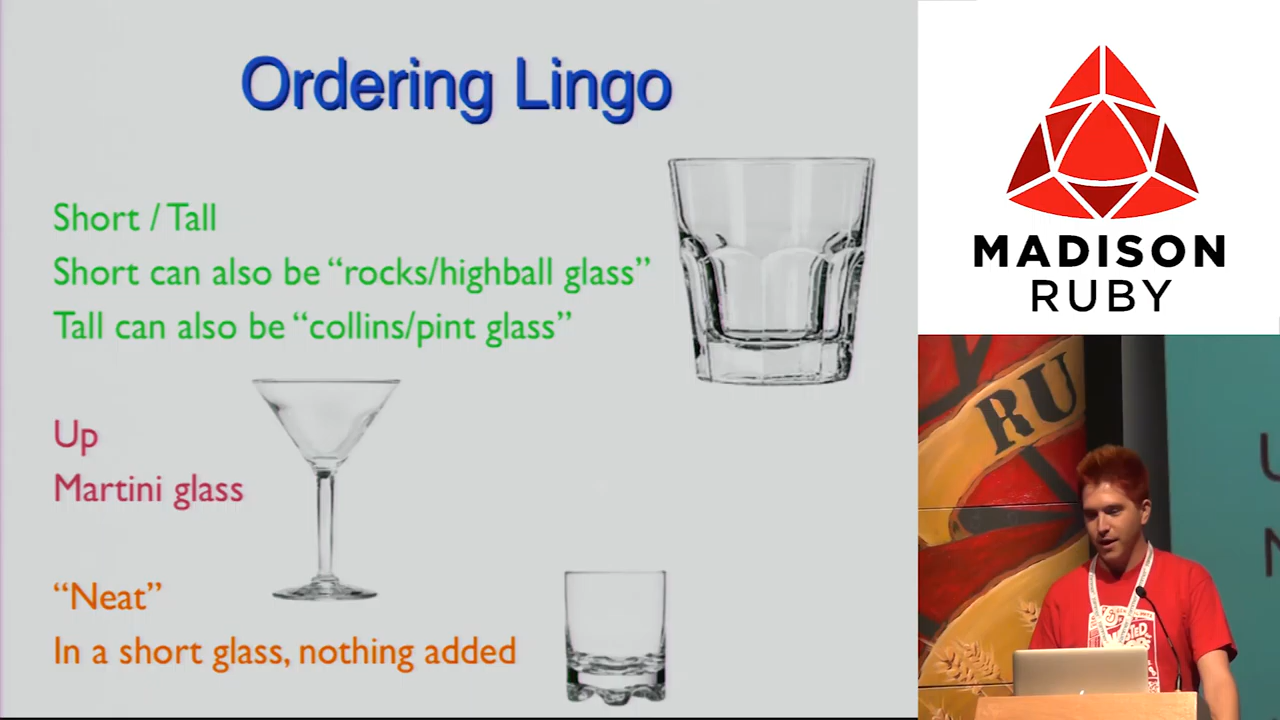 Ordering Lingo
Short / Tall
Short can also be “rocks/highball glass”
Tall can also be “collins/pint glass”
Up
Martini glass
“Neat”
In a short glass, nothing added
MADISON
RUBY
RU